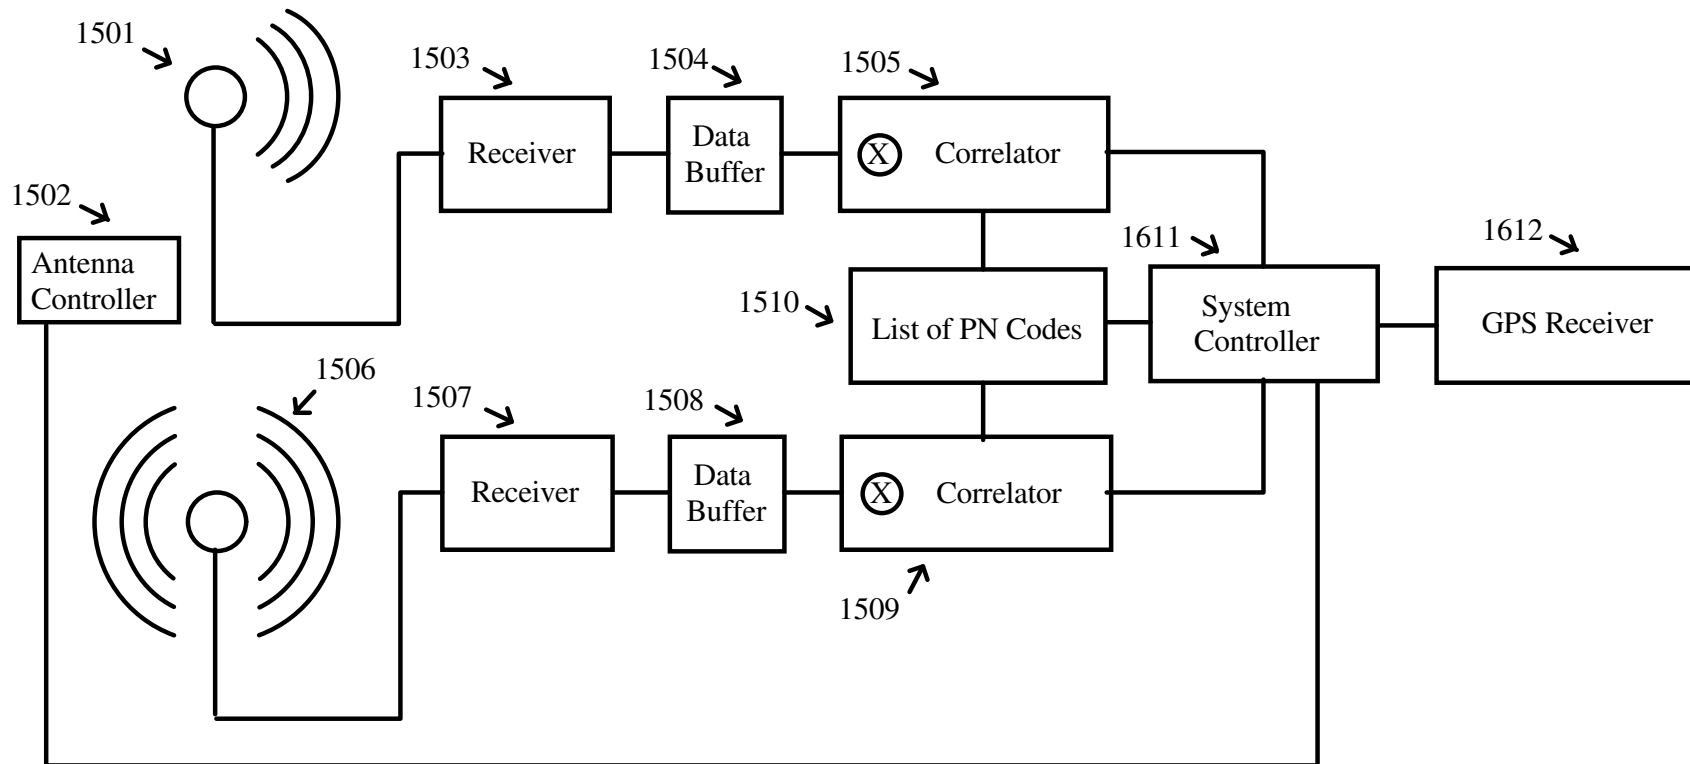 1501
1503
1504
1505
Receiver
Data
Buffer
X
Correlator
1502
Antenna
Controller
1510
List of PN Codes
1611
System
Controller
1612
GPS Receiver
1506
1507
1508
Receiver
Data
Buffer
X
Correlator
1509